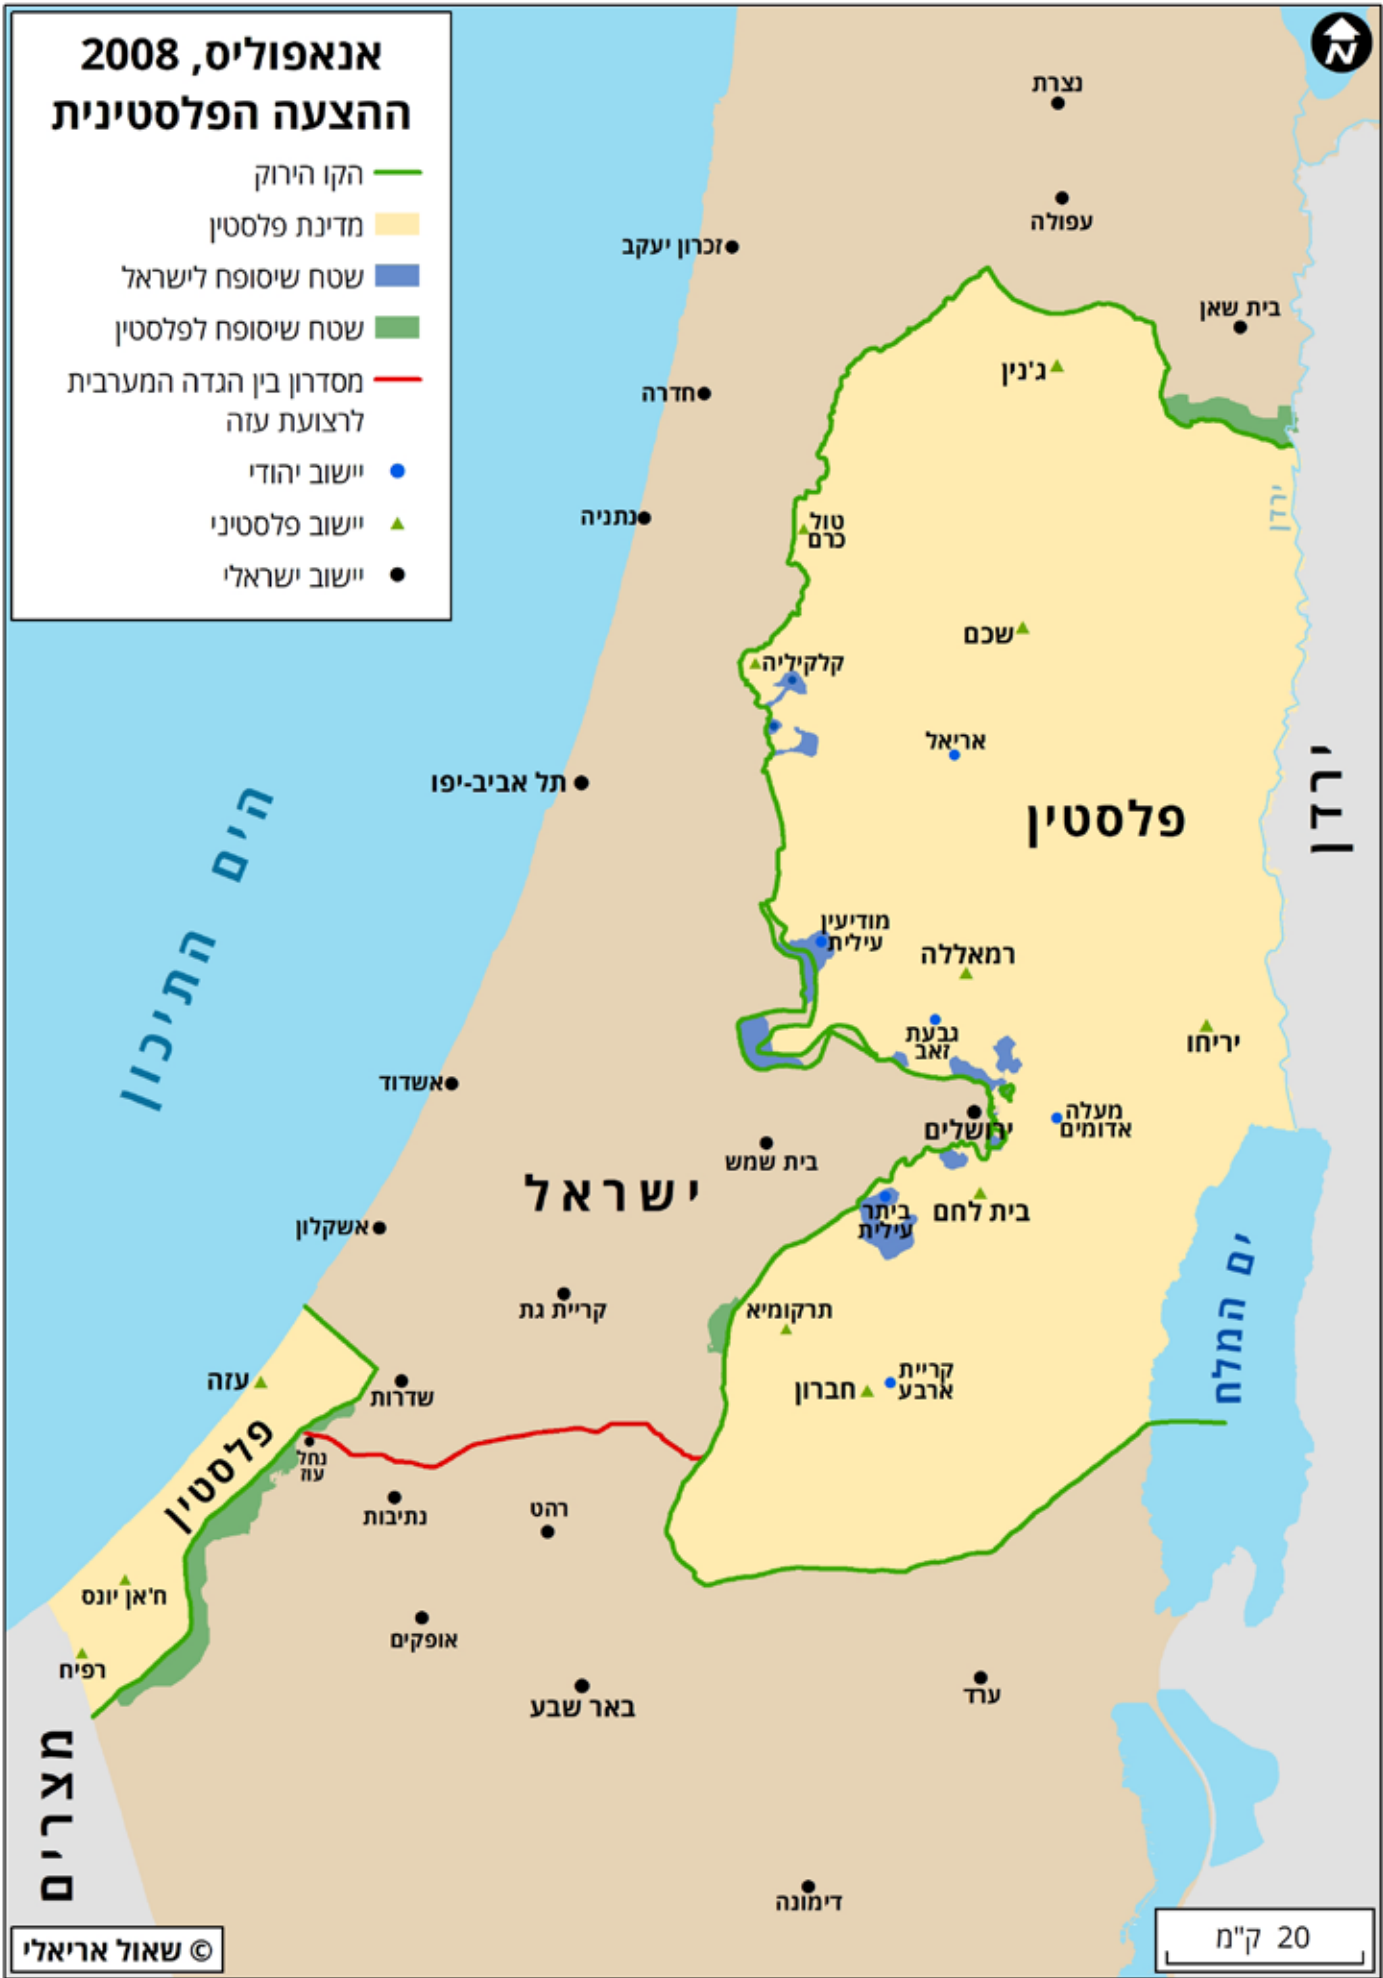 אנאפוליס, 2008
ההצעה הפלסטינית
הקו הירוק
מדינת פלסטין
שטח שיסופח לישראל
שטח שיסופח לפלסטין
מסדרון בין הגדה המערבית
לרצועת עזה
יישוב יהודי
יישוב פלסטיני
יישוב ישראלי
N
נצרת
עפולה
זכרון יעקב
בית שאן
ג'נין
חדרה
ירדן
נתניה
טול
כרם
שכם
קלקיליה
אריאל
תל אביב-יפו
ירדן
פלסטין
הים התיכון
מודיעין
עילית
רמאללה
גבעת
זאב
יריחו
אשדוד
מעלה
אדומים
ירושלים
בית שמש
ישראל
בית לחם
ביתר
עילית
אשקלון
ים המלח
קריית גת
תרקומיא
עזה
שדרות
חברון
קריית
ארבע
פלסטין
נחל
עוז
נתיבות
רהט
ח'אן יונס
אופקים
רפיח
באר שבע
ערד
מצרים
דימונה
© שאול אריאלי
20 ק"מ